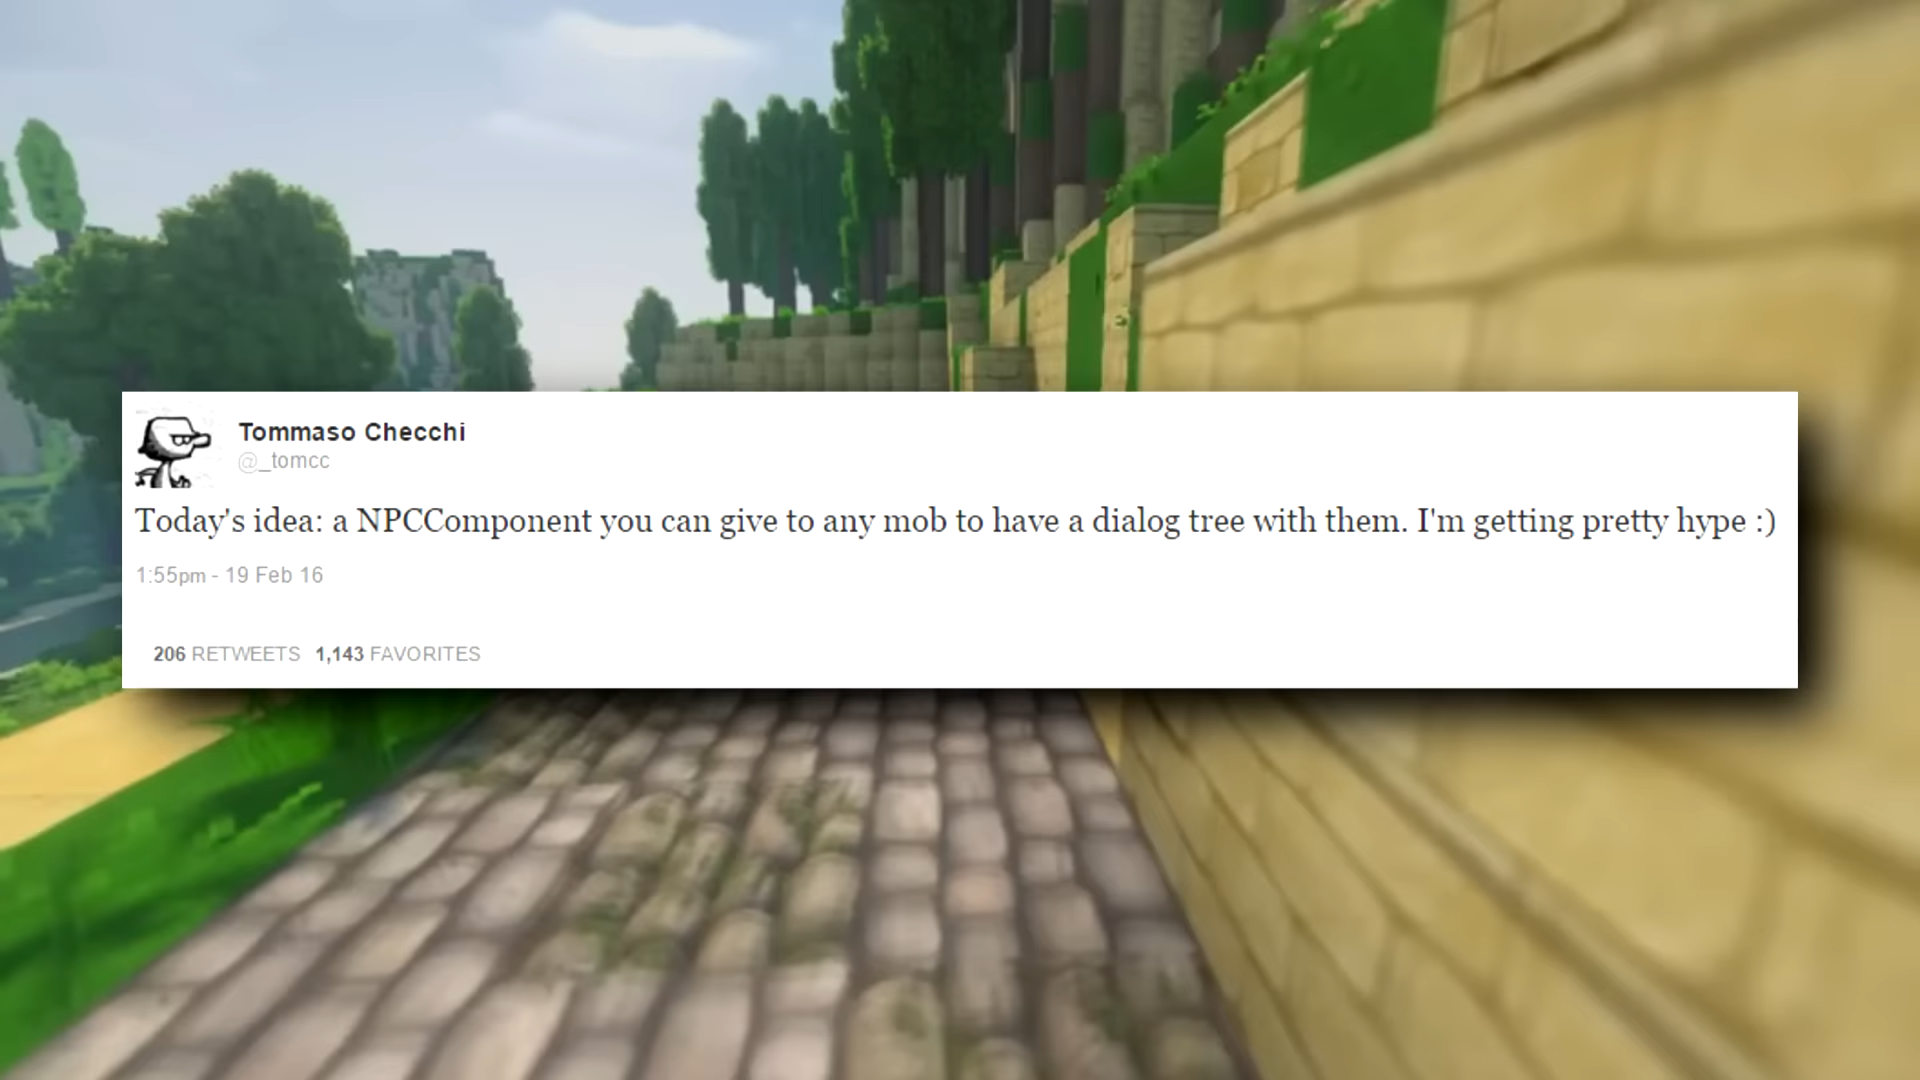 Tommaso Checchi
@_tomcc
Today's idea: a NPCComponent you can give to any mob to have a dialog tree with them. I'm getting pretty hype :)
1:55pm - 19 Feb 16
206 RETWEETS 1,143 FAVORITES